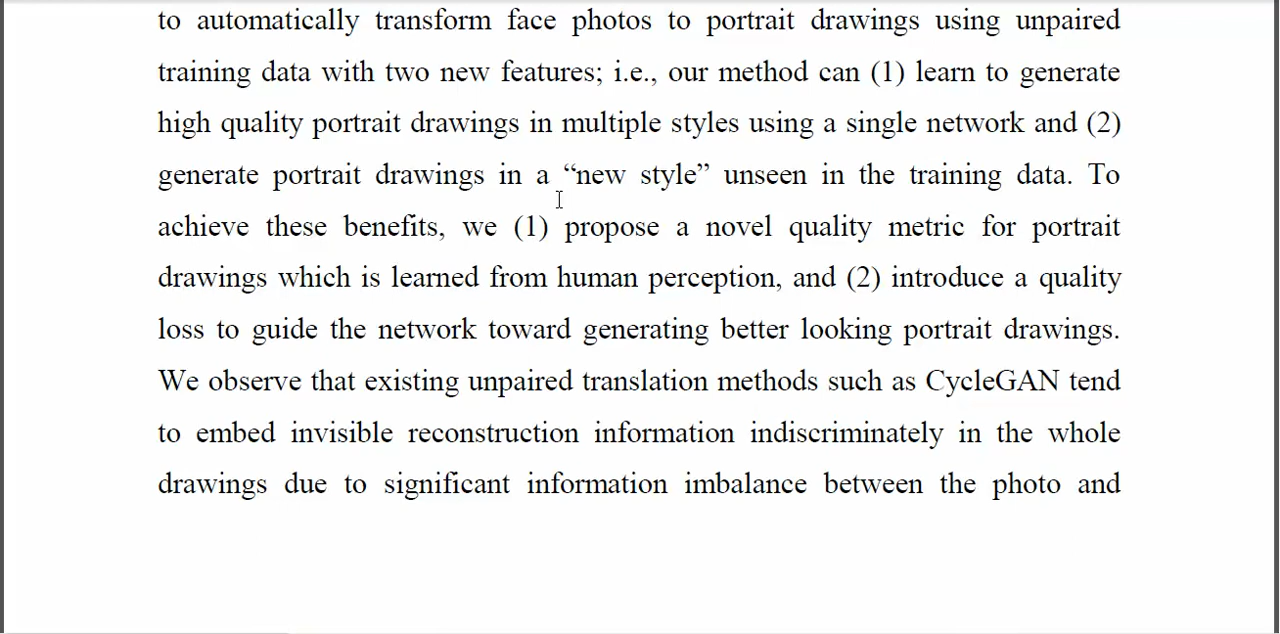 to automatically transform face photos to portrait drawings using unpaired
training data with two new features; i.e., our method can (1) learn to generate
high quality portrait drawings in multiple styles using a single network and (2)
generate portrait drawings in a “new style” unseen in the training data. To
achieve these benefits, we (1) propose a novel quality metric for portrait
drawings which is learned from human perception, and (2) introduce a quality
loss to guide the network toward generating better looking portrait drawings.
We observe that existing unpaired translation methods such as CycleGAN tend
to embed invisible reconstruction information indiscriminately in the whole
drawings due to significant information imbalance between the photo and